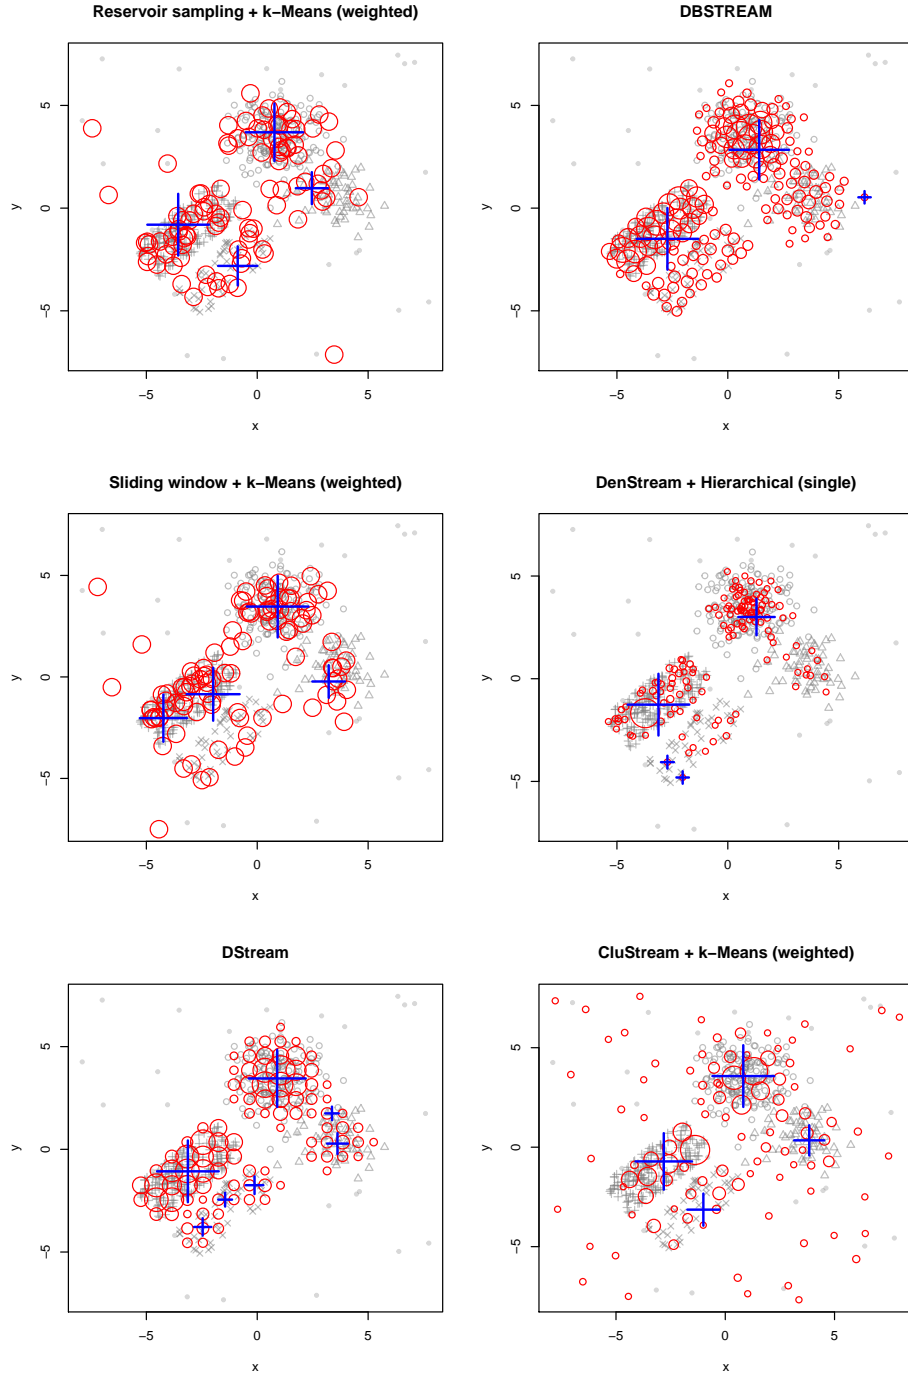 Reservoir sampling + k−Means (weighted)
y
5
0
−5
−5
0
5
x
DBSTREAM
y
5
0
−5
−5
0
5
x
Sliding window + k−Means (weighted)
y
5
0
−5
−5
0
5
x
DenStream + Hierarchical (single)
y
5
0
−5
−5
0
5
x
DStream
y
5
0
−5
−5
0
5
x
CluStream + k−Means (weighted)
y
5
0
−5
−5
0
5
x